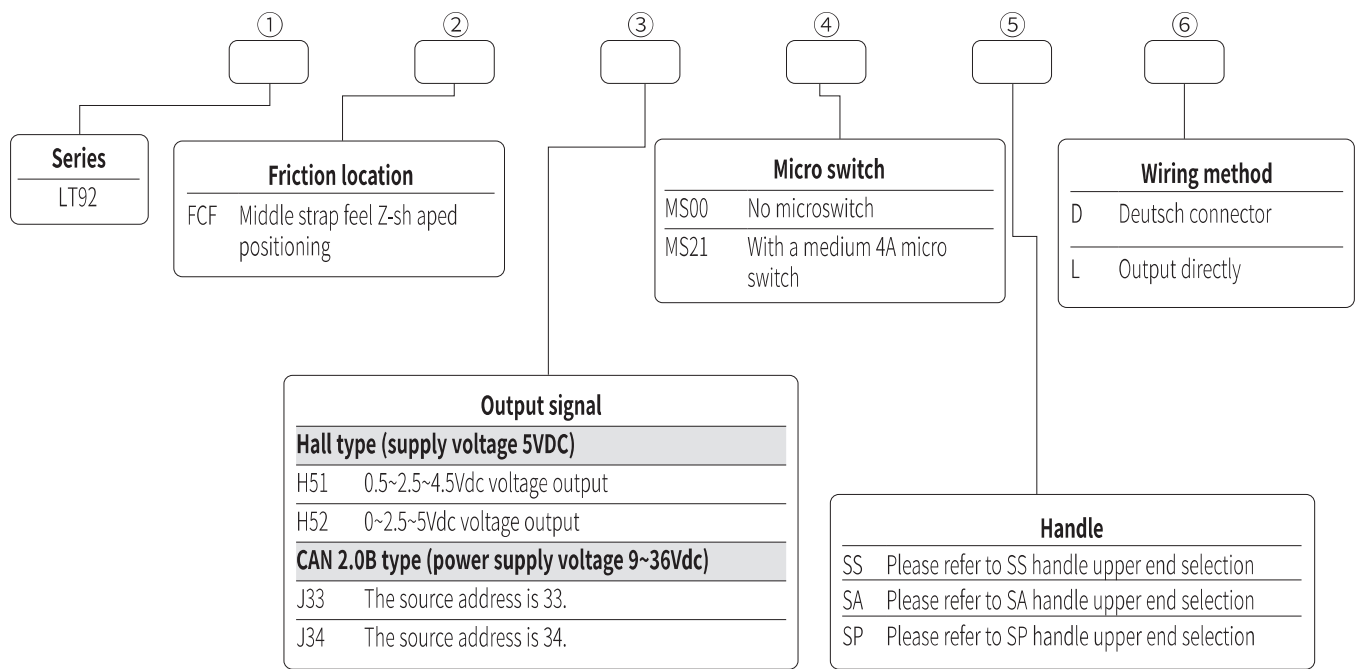 ① ② ③ ④ ⑤ ⑥
Series
LT92
Friction location
FCF Middle strap feel Z-sh aped
positioning
Micro switch
MS00 No microswitch
MS21 With a medium 4A micro
switch
Wiring method
D Deutsch connector
L Output directly
Output signal
Hall type (supply voltage 5VDC)
H51 0.5~2.5~4.5Vdc voltage output
H52 0~2.5~5Vdc voltage output
CAN 2.0B type (power supply voltage 9~36Vdc)
J33 The source address is 33.
J34 The source address is 34.
Handle
SS Please refer to SS handle upper end selection
SA Please refer to SA handle upper end selection
SP Please refer to SP handle upper end selection